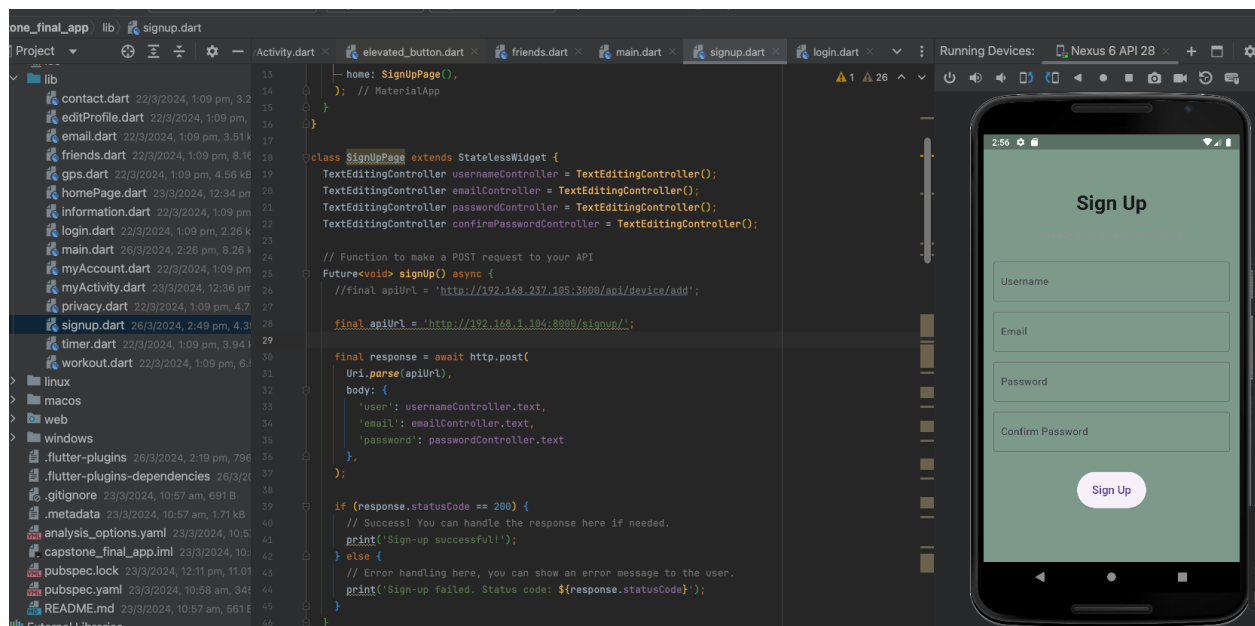 one_final_app lib signup.dart
Project
Activity.dart elevated_button.dart friends.dart main.dart signup.dart login.dart
Running Devices: Nexus 6 API 28
lib
contact.dart 22/3/2024, 1:09 pm, 3.2
editProfile.dart 22/3/2024, 1:09 pm,
email.dart 22/3/2024, 1:09 pm, 3.51 k
friends.dart 22/3/2024, 1:09 pm, 8.16
gps.dart 22/3/2024, 1:09 pm, 4.56 kB
homePage.dart 23/3/2024, 12:34 pm
information.dart 22/3/2024, 1:09 pm
login.dart 22/3/2024, 1:09 pm, 2.26 k
main.dart 26/3/2024, 2:26 pm, 8.26 k
myAccount.dart 22/3/2024, 1:09 pm
myActivity.dart 23/3/2024, 12:36 pm
privacy.dart 22/3/2024, 1:09 pm, 4.7
signup.dart 26/3/2024, 2:49 pm, 4.3
timer.dart 22/3/2024, 1:09 pm, 3.94 k
workout.dart 22/3/2024, 1:09 pm, 6.
linux
macos
web
windows
.flutter-plugins 26/3/2024, 2:19 pm, 796
.flutter-plugins-dependencies 26/3/20
.gitignore 23/3/2024, 10:57 am, 691 B
.metadata 23/3/2024, 10:57 am, 1.71 kB
analysis_options.yaml 23/3/2024, 10:5
capstone_final_app.iml 23/3/2024, 10:
pubspec.lock 23/3/2024, 12:11 pm, 11.01
pubspec.yaml 23/3/2024, 10:58 am, 34
README.md 23/3/2024, 10:57 am, 561 B
External Libraries
1 26
13 home: SignUpPage(),
14 ); // MaterialApp
15 }
16 }
17
18 class SignUpPage extends StatelessWidget {
19 TextEditingController usernameController = TextEditingController();
20 TextEditingController emailController = TextEditingController();
21 TextEditingController passwordController = TextEditingController();
22 TextEditingController confirmPasswordController = TextEditingController();
23
24 // Function to make a POST request to your API
25 Future<void> signUp() async {
26 //final apiUrl = 'http://192.168.237.105:3000/api/device/add';
27
28 final apiUrl = 'http://192.168.1.104:8000/signup/';
29
30 final response = await http.post(
31 Uri.parse(apiUrl),
32 body: {
33 'user': usernameController.text,
34 'email': emailController.text,
35 'password': passwordController.text
36 },
37 );
38
39 if (response.statusCode == 200) {
40 // Success! You can handle the response here if needed.
41 print('Sign-up successful!');
42 } else {
43 // Error handling here, you can show an error message to the user.
44 print('Sign-up failed. Status code: ${response.statusCode}');
45 }
46 }
2:56
Sign Up
Username
Email
Password
Confirm Password
Sign Up